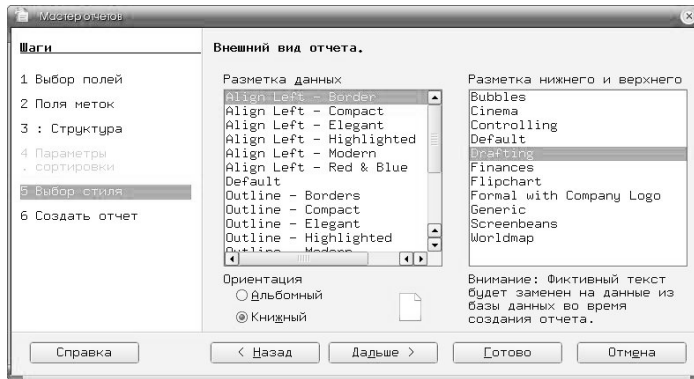 Мастер отчетов
Шаги
1 Выбор полей
2 Поля меток
3 : Структура
4 Параметры
. сортировки
5 Выбор стиля
6 Создать отчет
Внешний вид отчета.
Разметка данных
Align Left - Border
Align Left - Compact
Align Left - Elegant
Align Left - Highlighted
Align Left - Modern
Align Left - Red & Blue
Default
Outline - Borders
Outline - Compact
Outline - Elegant
Outline - Highlighted
Outline - Modern
Ориентация
Альбомный
Книжный
Разметка нижнего и верхнего
Bubbles
Cinema
Controlling
Default
Drafting
Finances
Flipchart
Formal with Company Logo
Generic
Screenbeans
Worldmap
Внимание: Фиктивный текст
будет заменен на данные из
базы данных во время
создания отчета.
Справка
< Назад
Дальше >
Готово
Отмена